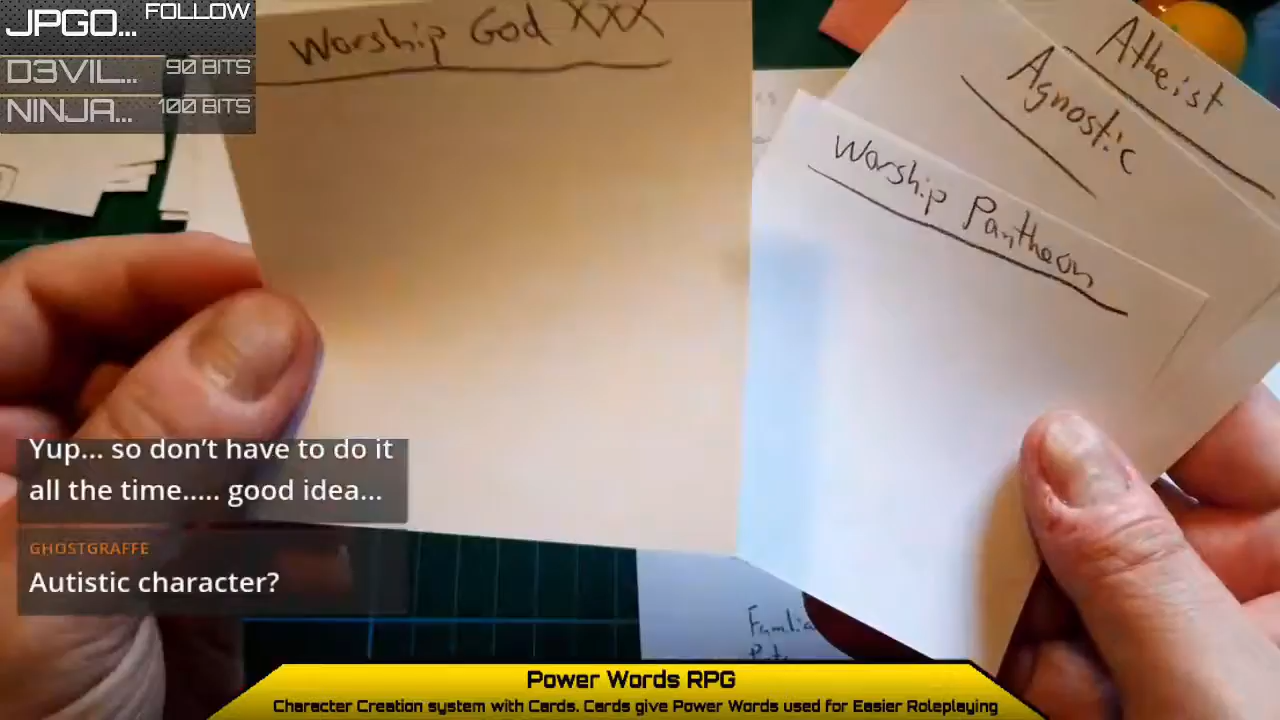 JPGO... FOLLOW
D3VIL... 90 BITS
NINJA... 100 BITS
Worship God XXX
Atheist
Agnostic
Worship Pantheon
Yup... so don't have to do it
all the time..... good idea...
GHOSTGRAFFE
Autistic character?
Power Words RPG
Character Creation system with Cards. Cards give Power Words used for Easier Roleplaying